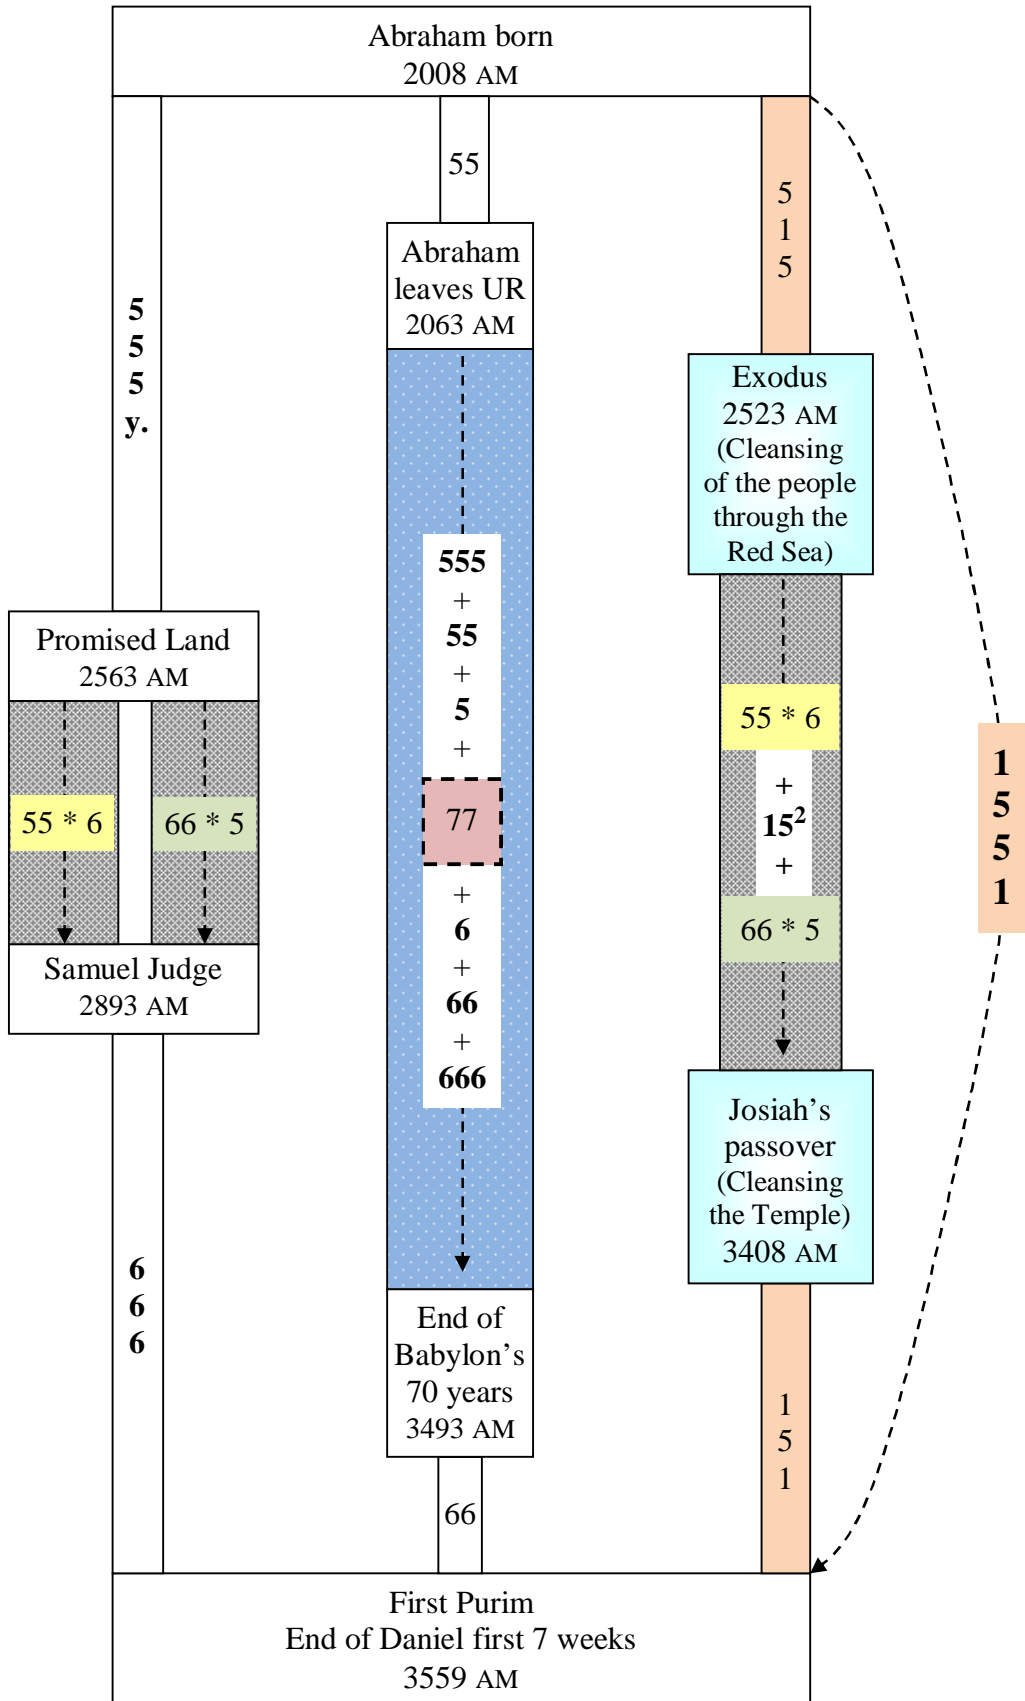 Abraham born
2008 AM
55
5
1
5
Abraham
leaves UR
2063 AM
5
5
5
y.
Exodus
2523 AM
(Cleansing
of the people
through the
Red Sea)
555
+
55
+
5
+
77
+
6
+
66
+
666
Promised Land
2563 AM
55 * 6
66 * 5
Samuel Judge
2893 AM
55 * 6
+
15²
+
66 * 5
1
5
5
1
Josiah's
passover
(Cleansing
the Temple)
3408 AM
6
6
6
End of
Babylon's
70 years
3493 AM
1
5
1
66
First Purim
End of Daniel first 7 weeks
3559 AM